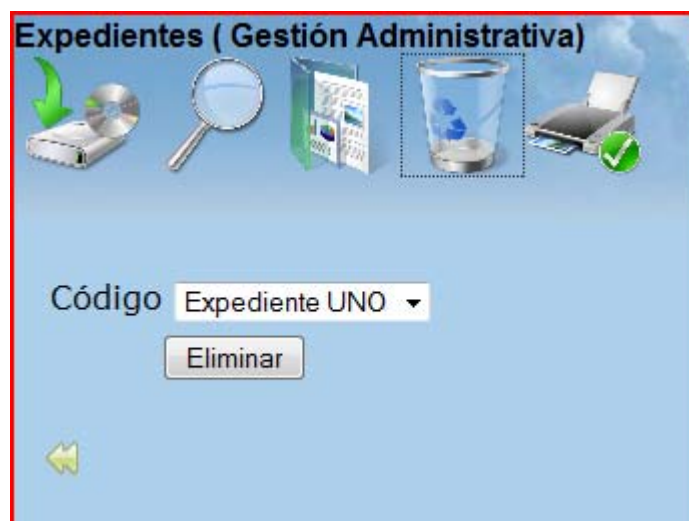 Expedientes ( Gestión Administrativa)
Código Expediente UNO
Eliminar